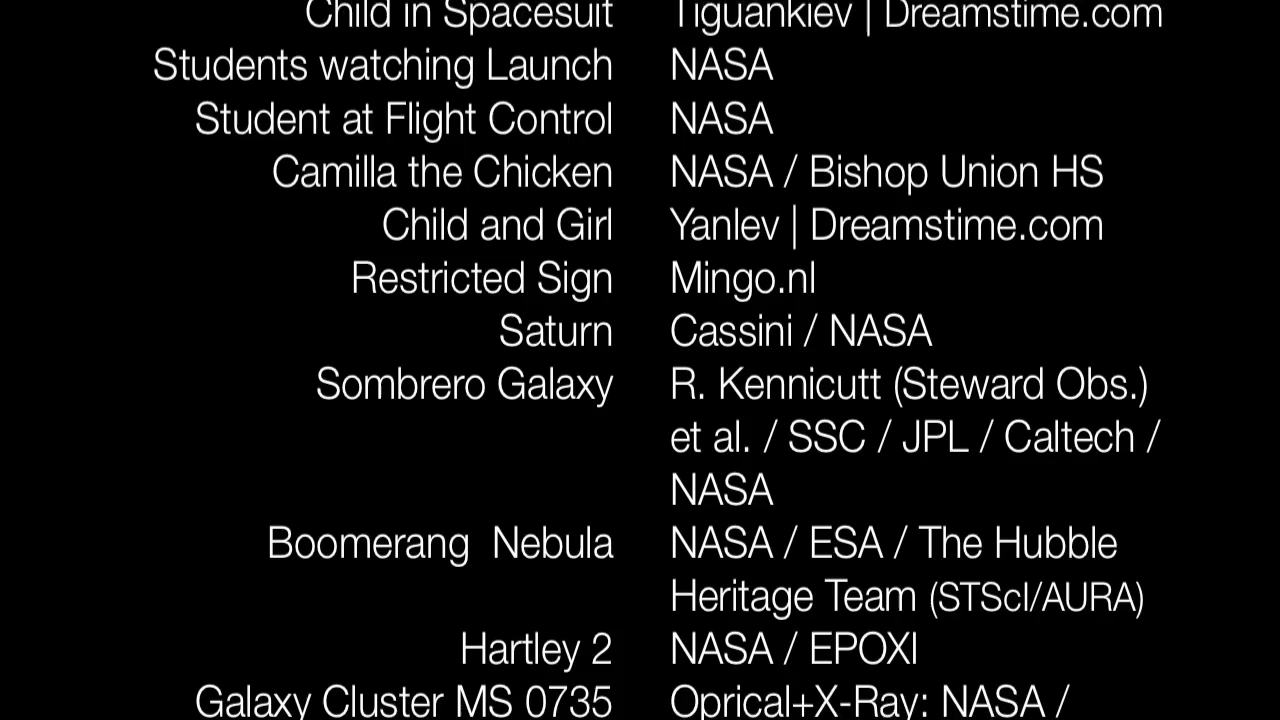 Child in Spacesuit Tiguankiev | Dreamstime.com
Students watching Launch NASA
Student at Flight Control NASA
Camilla the Chicken NASA / Bishop Union HS
Child and Girl Yanlev | Dreamstime.com
Restricted Sign Mingo.nl
Saturn Cassini / NASA
Sombrero Galaxy R. Kennicutt (Steward Obs.)
et al. / SSC / JPL / Caltech /
NASA
Boomerang  Nebula NASA / ESA / The Hubble
Heritage Team (STScI/AURA)
Hartley 2 NASA / EPOXI
Galaxy Cluster MS 0735 Oprical+X-Ray: NASA /